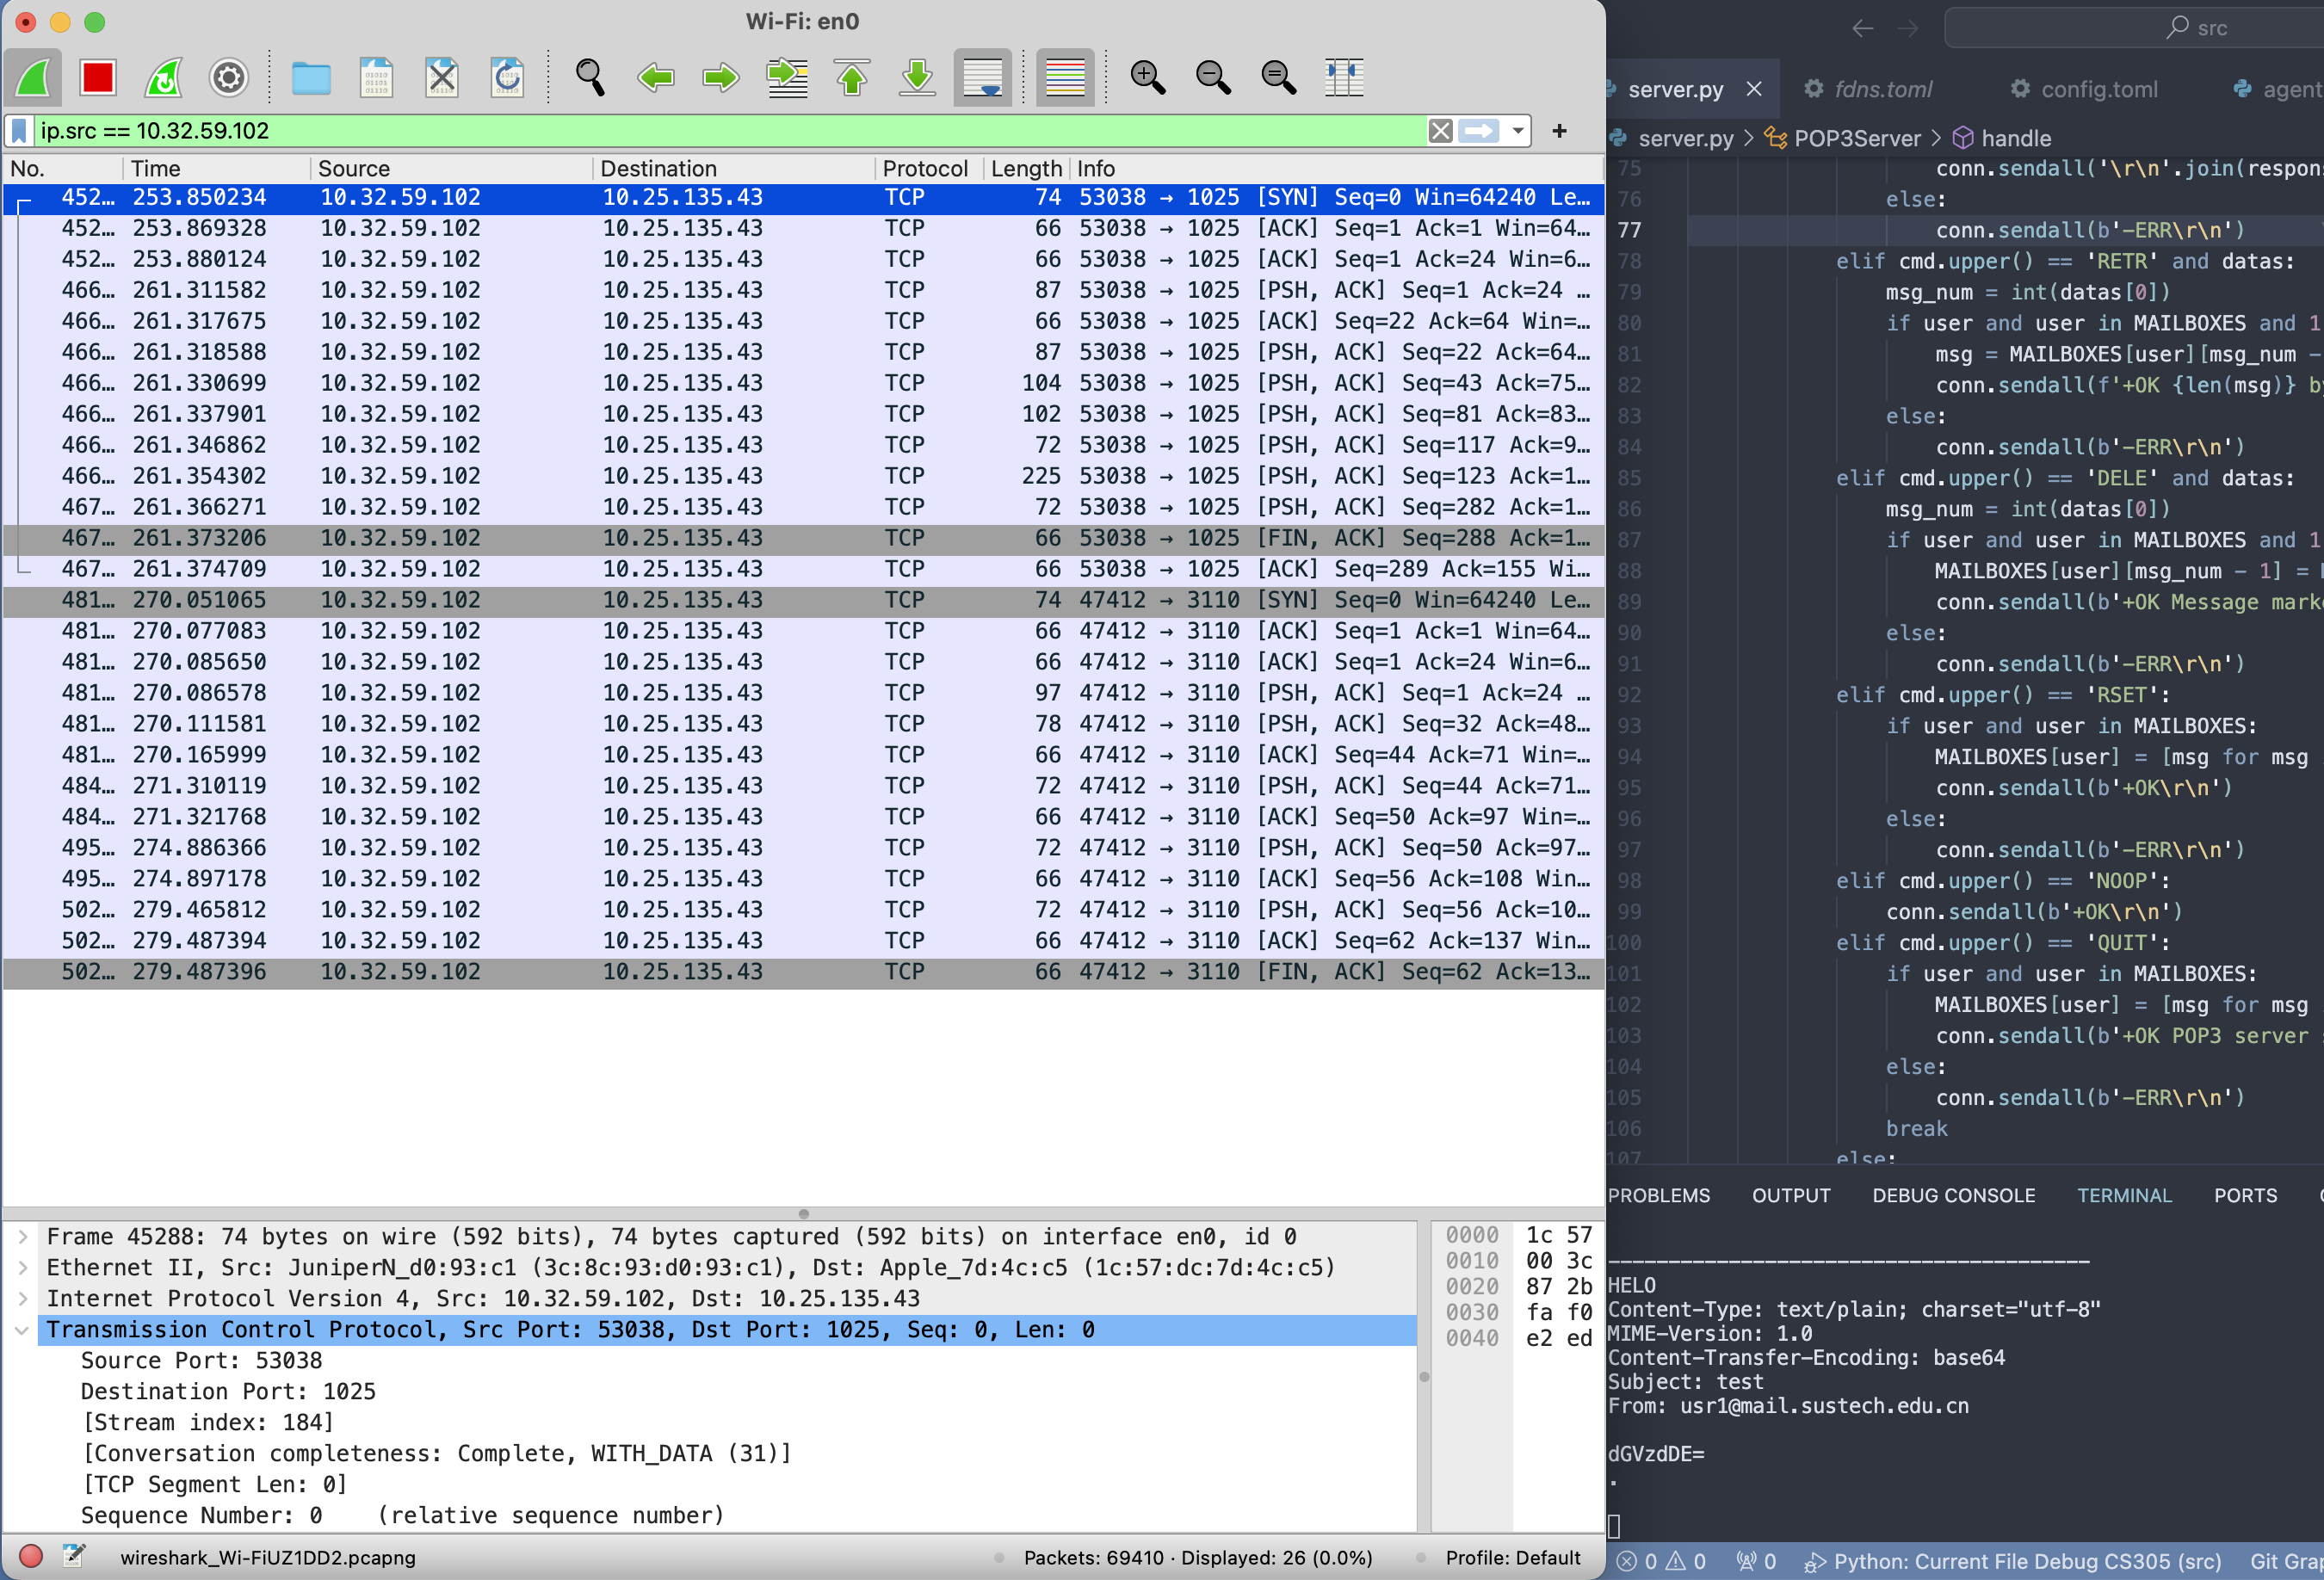 Wi-Fi: en0
ip.src == 10.32.59.102
No. Time Source Destination Protocol Length Info
452… 253.850234 10.32.59.102 10.25.135.43 TCP 74 53038 → 1025 [SYN] Seq=0 Win=64240 Le…
452… 253.869328 10.32.59.102 10.25.135.43 TCP 66 53038 → 1025 [ACK] Seq=1 Ack=1 Win=64…
452… 253.880124 10.32.59.102 10.25.135.43 TCP 66 53038 → 1025 [ACK] Seq=1 Ack=24 Win=6…
466… 261.311582 10.32.59.102 10.25.135.43 TCP 87 53038 → 1025 [PSH, ACK] Seq=1 Ack=24 …
466… 261.317675 10.32.59.102 10.25.135.43 TCP 66 53038 → 1025 [ACK] Seq=22 Ack=64 Win=…
466… 261.318588 10.32.59.102 10.25.135.43 TCP 87 53038 → 1025 [PSH, ACK] Seq=22 Ack=64…
466… 261.330699 10.32.59.102 10.25.135.43 TCP 104 53038 → 1025 [PSH, ACK] Seq=43 Ack=75…
466… 261.337901 10.32.59.102 10.25.135.43 TCP 102 53038 → 1025 [PSH, ACK] Seq=81 Ack=83…
466… 261.346862 10.32.59.102 10.25.135.43 TCP 72 53038 → 1025 [PSH, ACK] Seq=117 Ack=9…
466… 261.354302 10.32.59.102 10.25.135.43 TCP 225 53038 → 1025 [PSH, ACK] Seq=123 Ack=1…
467… 261.366271 10.32.59.102 10.25.135.43 TCP 72 53038 → 1025 [PSH, ACK] Seq=282 Ack=1…
467… 261.373206 10.32.59.102 10.25.135.43 TCP 66 53038 → 1025 [FIN, ACK] Seq=288 Ack=1…
467… 261.374709 10.32.59.102 10.25.135.43 TCP 66 53038 → 1025 [ACK] Seq=289 Ack=155 Wi…
481… 270.051065 10.32.59.102 10.25.135.43 TCP 74 47412 → 3110 [SYN] Seq=0 Win=64240 Le…
481… 270.077083 10.32.59.102 10.25.135.43 TCP 66 47412 → 3110 [ACK] Seq=1 Ack=1 Win=64…
481… 270.085650 10.32.59.102 10.25.135.43 TCP 66 47412 → 3110 [ACK] Seq=1 Ack=24 Win=6…
481… 270.086578 10.32.59.102 10.25.135.43 TCP 97 47412 → 3110 [PSH, ACK] Seq=1 Ack=24 …
481… 270.111581 10.32.59.102 10.25.135.43 TCP 78 47412 → 3110 [PSH, ACK] Seq=32 Ack=48…
481… 270.165999 10.32.59.102 10.25.135.43 TCP 66 47412 → 3110 [ACK] Seq=44 Ack=71 Win=…
484… 271.310119 10.32.59.102 10.25.135.43 TCP 72 47412 → 3110 [PSH, ACK] Seq=44 Ack=71…
484… 271.321768 10.32.59.102 10.25.135.43 TCP 66 47412 → 3110 [ACK] Seq=50 Ack=97 Win=…
495… 274.886366 10.32.59.102 10.25.135.43 TCP 72 47412 → 3110 [PSH, ACK] Seq=50 Ack=97…
495… 274.897178 10.32.59.102 10.25.135.43 TCP 66 47412 → 3110 [ACK] Seq=56 Ack=108 Win…
502… 279.465812 10.32.59.102 10.25.135.43 TCP 72 47412 → 3110 [PSH, ACK] Seq=56 Ack=10…
502… 279.487394 10.32.59.102 10.25.135.43 TCP 66 47412 → 3110 [ACK] Seq=62 Ack=137 Win…
502… 279.487396 10.32.59.102 10.25.135.43 TCP 66 47412 → 3110 [FIN, ACK] Seq=62 Ack=13…
Frame 45288: 74 bytes on wire (592 bits), 74 bytes captured (592 bits) on interface en0, id 0
Ethernet II, Src: JuniperN_d0:93:c1 (3c:8c:93:d0:93:c1), Dst: Apple_7d:4c:c5 (1c:57:dc:7d:4c:c5)
Internet Protocol Version 4, Src: 10.32.59.102, Dst: 10.25.135.43
Transmission Control Protocol, Src Port: 53038, Dst Port: 1025, Seq: 0, Len: 0
Source Port: 53038
Destination Port: 1025
[Stream index: 184]
[Conversation completeness: Complete, WITH_DATA (31)]
[TCP Segment Len: 0]
Sequence Number: 0 (relative sequence number)
0000 1c 57
0010 00 3c
0020 87 2b
0030 fa f0
0040 e2 ed
wireshark_Wi-FiUZ1DD2.pcapng Packets: 69410 · Displayed: 26 (0.0%) Profile: Default
src
server.py fdns.toml config.toml agent
server.py > POP3Server > handle
75 conn.sendall('\r\n'.join(respon
76 else:
77 conn.sendall(b'-ERR\r\n')
78 elif cmd.upper() == 'RETR' and datas:
79 msg_num = int(datas[0])
80 if user and user in MAILBOXES and 1
81 msg = MAILBOXES[user][msg_num -
82 conn.sendall(f'+OK {len(msg)} b
83 else:
84 conn.sendall(b'-ERR\r\n')
85 elif cmd.upper() == 'DELE' and datas:
86 msg_num = int(datas[0])
87 if user and user in MAILBOXES and 1
88 MAILBOXES[user][msg_num - 1] =
89 conn.sendall(b'+OK Message mark
90 else:
91 conn.sendall(b'-ERR\r\n')
92 elif cmd.upper() == 'RSET':
93 if user and user in MAILBOXES:
94 MAILBOXES[user] = [msg for msg
95 conn.sendall(b'+OK\r\n')
96 else:
97 conn.sendall(b'-ERR\r\n')
98 elif cmd.upper() == 'NOOP':
99 conn.sendall(b'+OK\r\n')
100 elif cmd.upper() == 'QUIT':
101 if user and user in MAILBOXES:
102 MAILBOXES[user] = [msg for msg
103 conn.sendall(b'+OK POP3 server
104 else:
105 conn.sendall(b'-ERR\r\n')
106 break
107 else:
PROBLEMS OUTPUT DEBUG CONSOLE TERMINAL PORTS
----------------------------------------
HELO
Content-Type: text/plain; charset="utf-8"
MIME-Version: 1.0
Content-Transfer-Encoding: base64
Subject: test
From: usr1@mail.sustech.edu.cn
dGVzdDE=
.
0 0 0 Python: Current File Debug CS305 (src) Git Grap